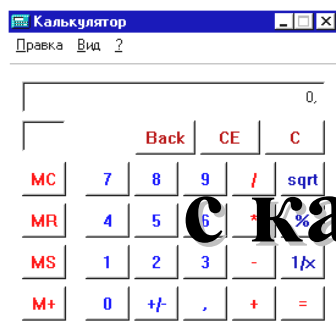 Калькулятор
Правка Вид ?
0,
Back CE C
MC 7 8 9 / sqrt
MR 4 5 6 * %
MS 1 2 3 - 1/x
M+ 0 +/- , + =
с ка